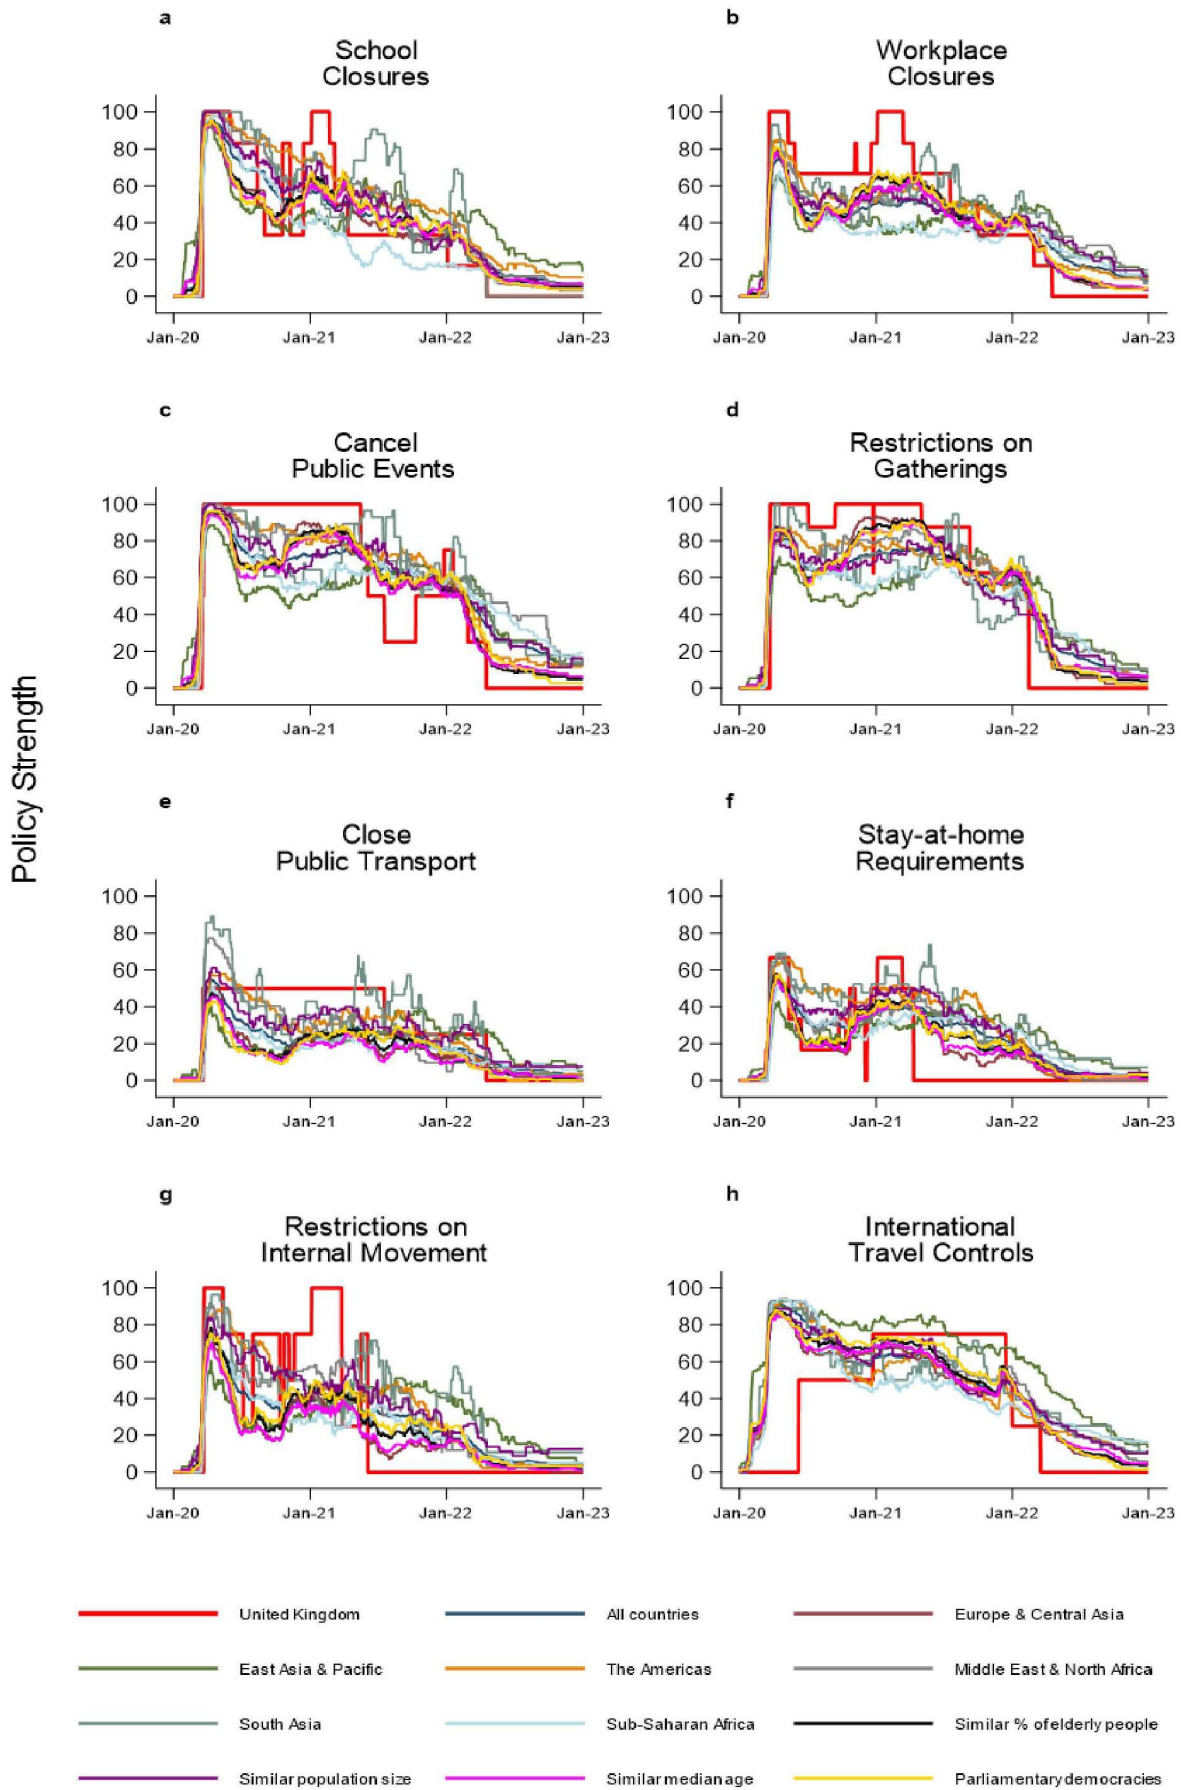 a
School
Closures
100
80
60
40
20
0
Jan-20
Jan-21
Jan-22
Jan-23
b
Workplace
Closures
100
80
60
40
20
0
Jan-20
Jan-21
Jan-22
Jan-23
c
Cancel
Public Events
100
80
60
40
20
0
Jan-20
Jan-21
Jan-22
Jan-23
d
Restrictions on
Gatherings
100
80
60
40
20
0
Jan-20
Jan-21
Jan-22
Jan-23
Policy Strength
e
Close
Public Transport
100
80
60
40
20
0
Jan-20
Jan-21
Jan-22
Jan-23
f
Stay-at-home
Requirements
100
80
60
40
20
0
Jan-20
Jan-21
Jan-22
Jan-23
g
Restrictions on
Internal Movement
100
80
60
40
20
0
Jan-20
Jan-21
Jan-22
Jan-23
h
International
Travel Controls
100
80
60
40
20
0
Jan-20
Jan-21
Jan-22
Jan-23
United Kingdom
All countries
Europe & Central Asia
East Asia & Pacific
The Americas
Middle East & North Africa
South Asia
Sub-Saharan Africa
Similar % of elderly people
Similar population size
Similar median age
Parliamentary democracies